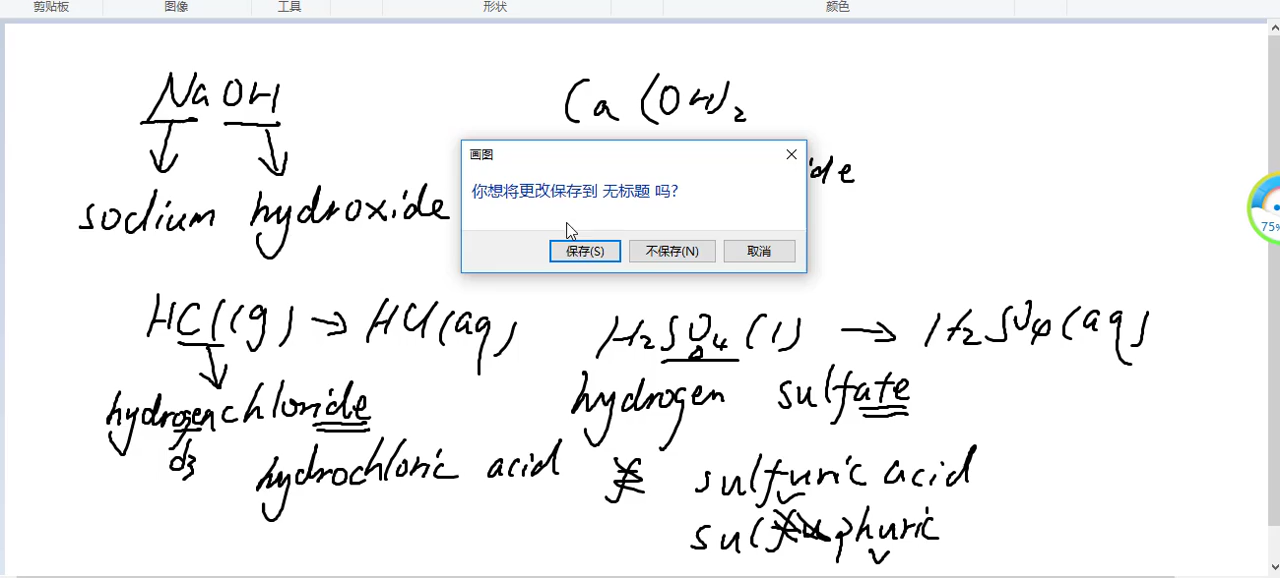 剪贴板 图像 工具 形状 颜色
NaOH Ca(OH)₂
画图
你想将更改保存到 无标题 吗?
保存(S) 不保存(N) 取消
ide
sodium hydroxide
75%
HCl(g) → HCl(aq) H₂SO₄(l) → H₂SO₄(aq)
hydrogen chloride hydrogen sulfate
hydrochloric acid sulfuric acid
sulphuric